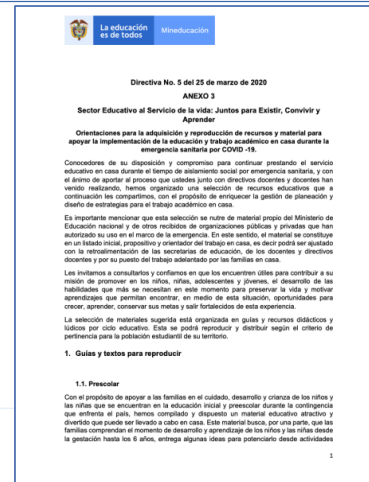 La educación
es de todos
Mineducación
Directiva No. 5 del 25 de marzo de 2020
ANEXO 3
Sector Educativo al Servicio de la vida: Juntos para Existir, Convivir y
Aprender
Orientaciones para la adquisición y reproducción de recursos y material para
apoyar la implementación de la educación y trabajo académico en casa durante la
emergencia sanitaria por COVID -19.
Conocedores de su disposición y compromiso para continuar prestando el servicio
educativo en casa durante el tiempo de aislamiento social por emergencia sanitaria, y con
el ánimo de aportar al proceso que ustedes junto con directivos docentes y docentes han
venido realizando, hemos organizado una selección de recursos educativos que a
continuación les compartimos, con el propósito de enriquecer la gestión de planeación y
diseño de estrategias para el trabajo académico en casa.
Es importante mencionar que esta selección se nutre de material propio del Ministerio de
Educación nacional y de otros recibidos de organizaciones públicas y privadas que han
autorizado su uso en el marco de la emergencia. En este sentido, el material se constituye
en un listado inicial, propositivo y orientador del trabajo en casa, es decir podrá ser ajustado
con la retroalimentación de las secretarias de educación, de los docentes y directivos
docentes y por su puesto del trabajo adelantado por las familias en casa.
Les invitamos a consultarlos y confiamos en que los encuentren útiles para contribuir a su
misión de promover en los niños, niñas, adolescentes y jóvenes, el desarrollo de las
habilidades que más se necesitan en este momento para preservar la vida y motivar
aprendizajes que permitan encontrar, en medio de esta situación, oportunidades para
crecer, aprender, conservar sus metas y salir fortalecidos de esta experiencia.
La selección de materiales sugerida está organizada en guías y recursos didácticos y
lúdicos por ciclo educativo. Esta se podrá reproducir y distribuir según el criterio de
pertinencia para la población estudiantil de su territorio.
1. Guías y textos para reproducir
1.1. Prescolar
Con el propósito de apoyar a las familias en el cuidado, desarrollo y crianza de los niños y
las niñas que se encuentran en la educación inicial y preescolar durante la contingencia
que enfrenta el país, hemos compilado y dispuesto un material educativo atractivo y
divertido que puede ser llevado a cabo en casa. Este material busca, por una parte, que las
familias comprendan el momento de desarrollo y aprendizaje de los niños y las niñas desde
la gestación hasta los 6 años, entrega algunas ideas para potenciarlo desde actividades
1